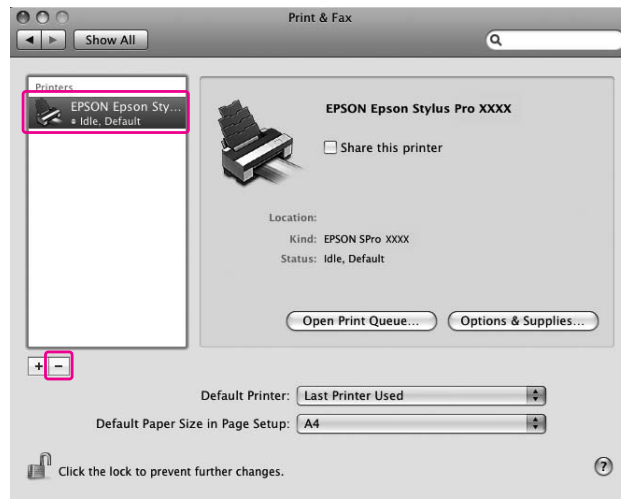 Print & Fax
Show All
Printers
EPSON Epson Sty...
Idle, Default
EPSON Epson Stylus Pro XXXX
Share this printer
Location:
Kind: EPSON SPro XXXX
Status: Idle, Default
Open Print Queue... Options & Supplies...
+ −
Default Printer: Last Printer Used
Default Paper Size in Page Setup: A4
Click the lock to prevent further changes.
?